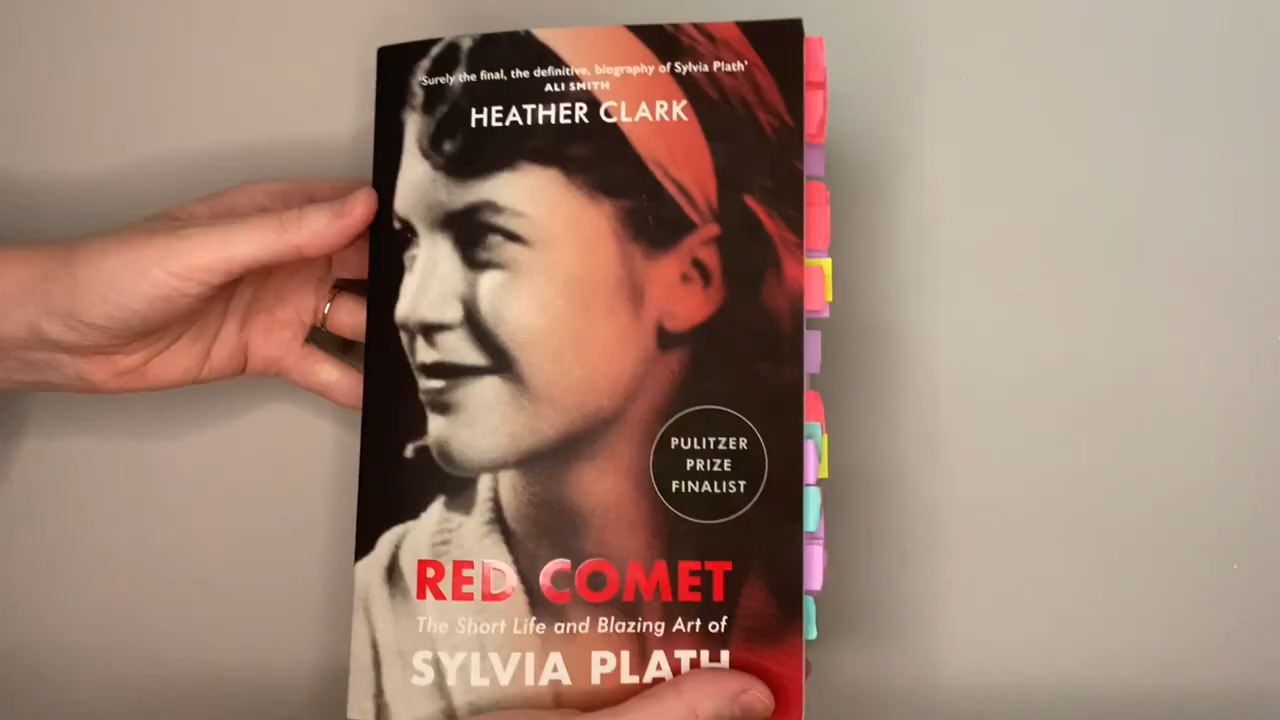 'Surely the final, the definitive, biography of Sylvia Plath'
ALI SMITH
HEATHER CLARK
PULITZER
PRIZE
FINALIST
RED COMET
The Short Life and Blazing Art of
SYLVIA PLATH